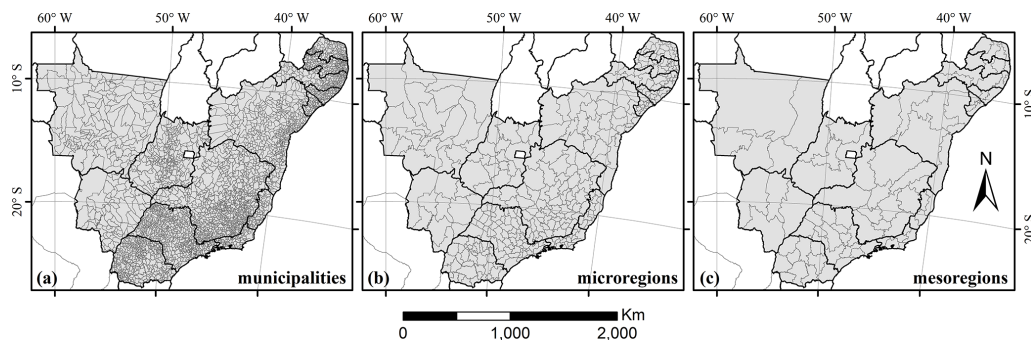 60° W 50° W 40° W 60° W 50° W 40° W 60° W 50° W 40° W
10° S 10° S
20° S 20° S
N
(a) municipalities (b) microregions (c) mesoregions
Km
0 1,000 2,000